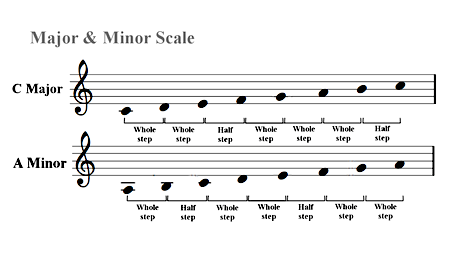 Major & Minor Scale
C Major
C D E F G A B C
Whole step Whole step Half step Whole step Whole step Whole step Half step
A Minor
A B C D E F G A
Whole step Half step Whole step Whole step Half step Whole step Whole step